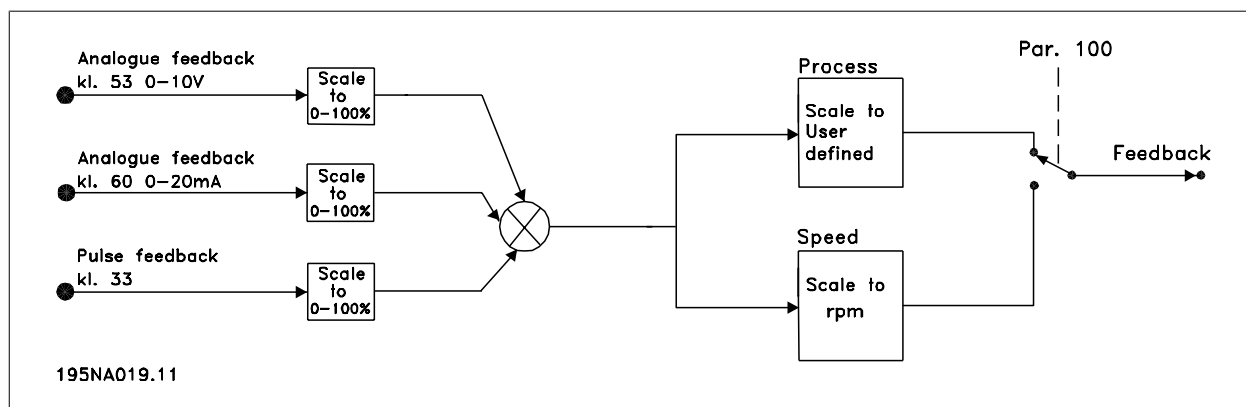 Analogue feedback
kl. 53 0-10V
Scale
to
0-100%
Analogue feedback
kl. 60 0-20mA
Scale
to
0-100%
Pulse feedback
kl. 33
Scale
to
0-100%
Process
Scale to
User
defined
Speed
Scale to
rpm
Par. 100
Feedback
195NA019.11